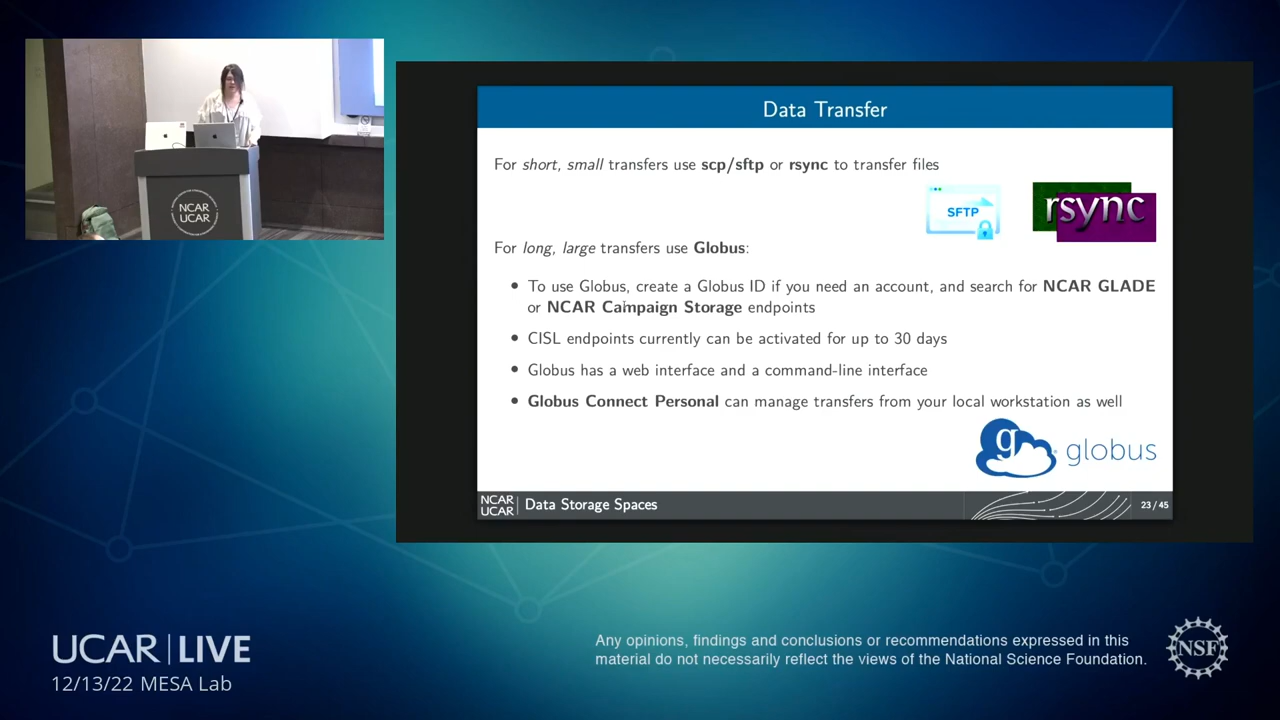 NCAR
UCAR
Data Transfer
For short, small transfers use scp/sftp or rsync to transfer files
SFTP
rsync
For long, large transfers use Globus:
• To use Globus, create a Globus ID if you need an account, and search for NCAR GLADE
or NCAR Campaign Storage endpoints
• CISL endpoints currently can be activated for up to 30 days
• Globus has a web interface and a command-line interface
• Globus Connect Personal can manage transfers from your local workstation as well
g globus
NCAR
UCAR
Data Storage Spaces
23 / 45
UCAR | LIVE
12/13/22 MESA Lab
Any opinions, findings and conclusions or recommendations expressed in this
material do not necessarily reflect the views of the National Science Foundation.
NSF